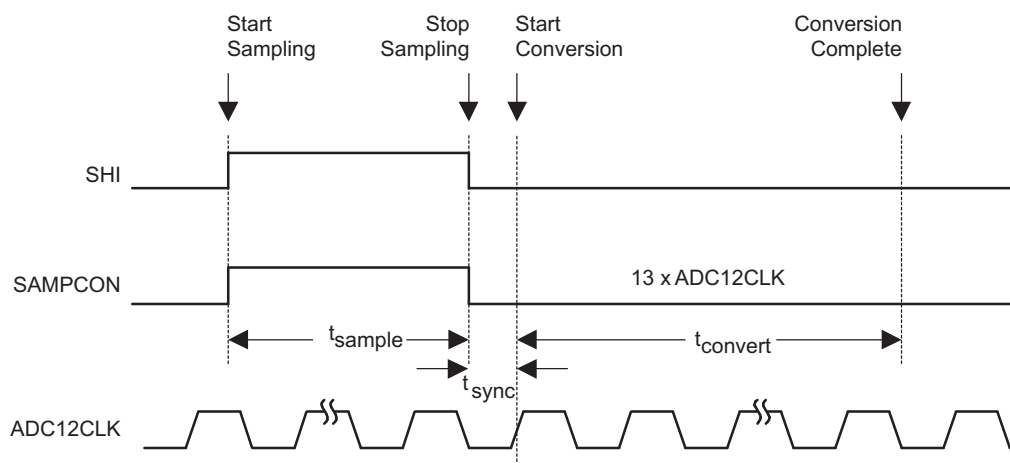 Start
Sampling
Stop
Sampling
Start
Conversion
Conversion
Complete
SHI
SAMPCON
13 x ADC12CLK
tsample
tconvert
tsync
ADC12CLK